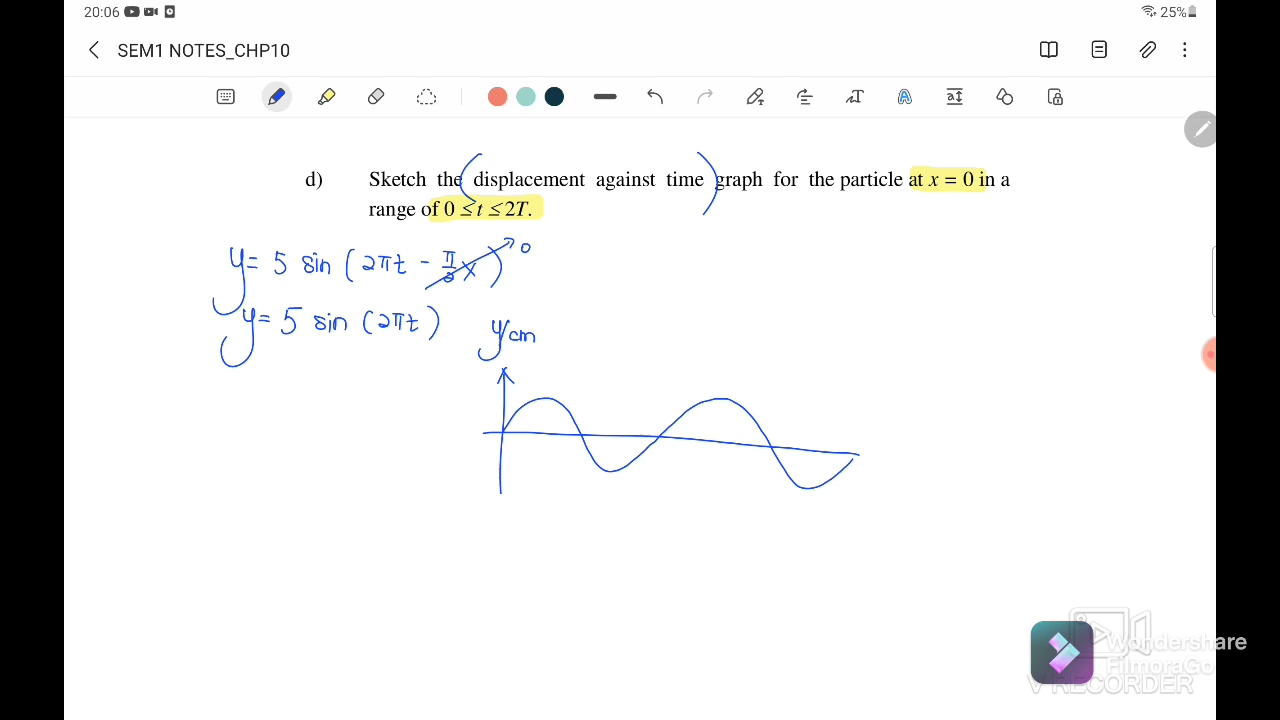 20:06 25%
SEM1 NOTES_CHP10
d) Sketch the displacement against time graph for the particle at x = 0 in a
range of 0 ≤ t ≤ 2T.
y = 5 sin (2πt - π/2 x) 0
y = 5 sin (2πt)
y/cm
Wondershare
FilmoraGo
V RECORDER